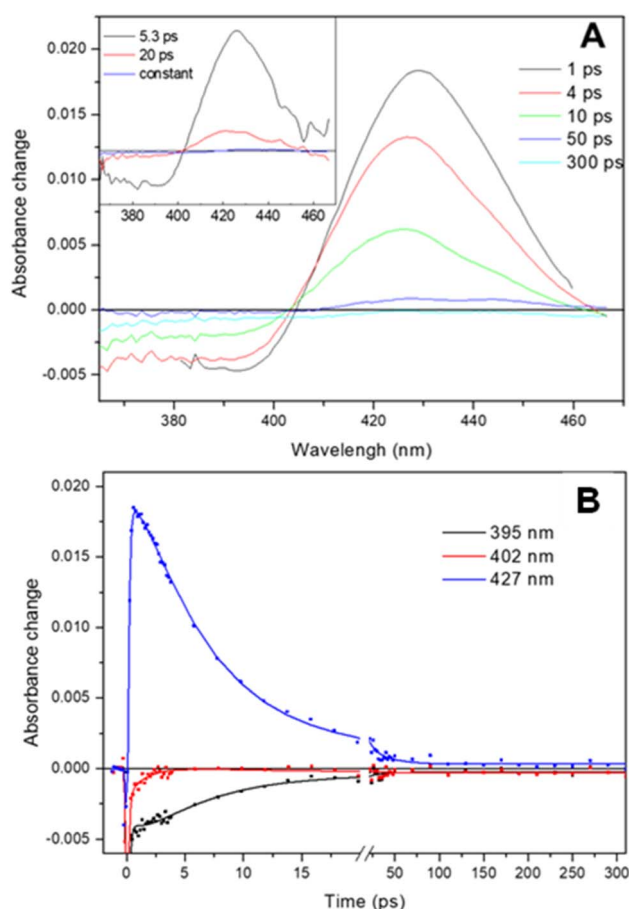 A
5.3 ps
20 ps
constant
380 400 420 440 460
1 ps
4 ps
10 ps
50 ps
300 ps
0.020
0.015
0.010
0.005
0.000
-0.005
Absorbance change
380 400 420 440 460
Wavelengh (nm)
B
395 nm
402 nm
427 nm
0.020
0.015
0.010
0.005
0.000
-0.005
Absorbance change
0 5 10 15 50 100 150 200 250 300
Time (ps)